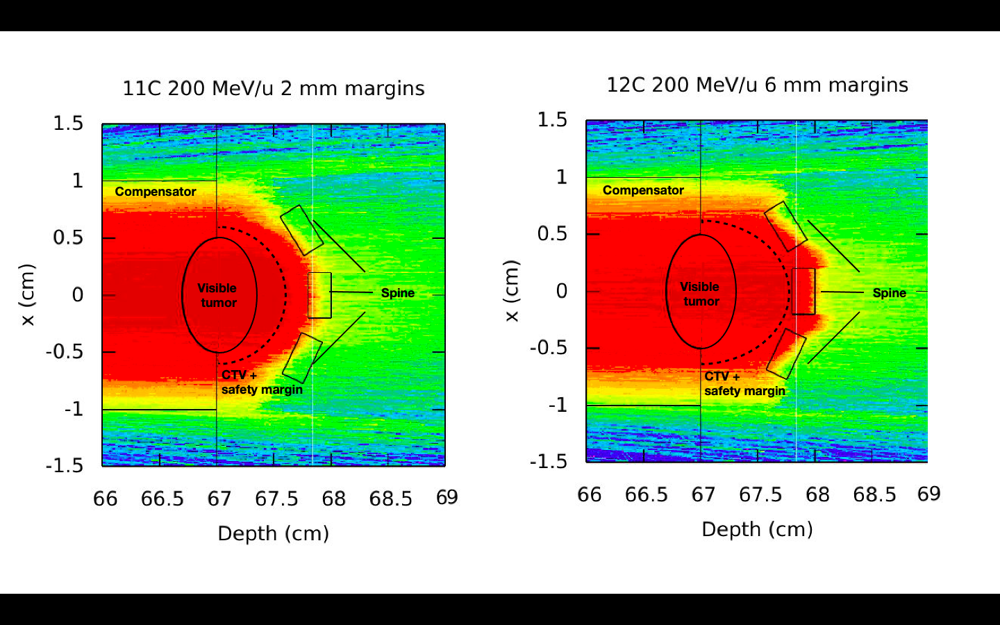 11C 200 MeV/u 2 mm margins
1.5
1
0.5
0
-0.5
-1
-1.5
x (cm)
Compensator
Visible
tumor
Spine
CTV +
safety margin
66 66.5 67 67.5 68 68.5 69
Depth (cm)
12C 200 MeV/u 6 mm margins
1.5
1
0.5
0
-0.5
-1
-1.5
x (cm)
Compensator
Visible
tumor
Spine
CTV +
safety margin
66 66.5 67 67.5 68 68.5 69
Depth (cm)